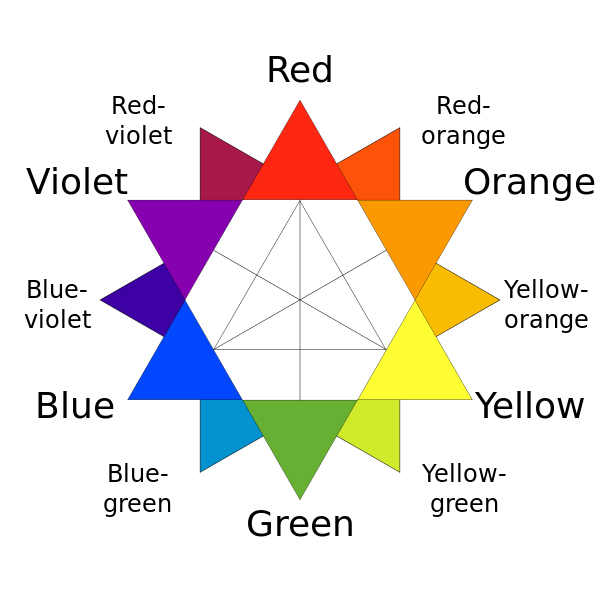 Red
Red-
violet
Red-
orange
Violet
Orange
Blue-
violet
Yellow-
orange
Blue
Yellow
Blue-
green
Yellow-
green
Green